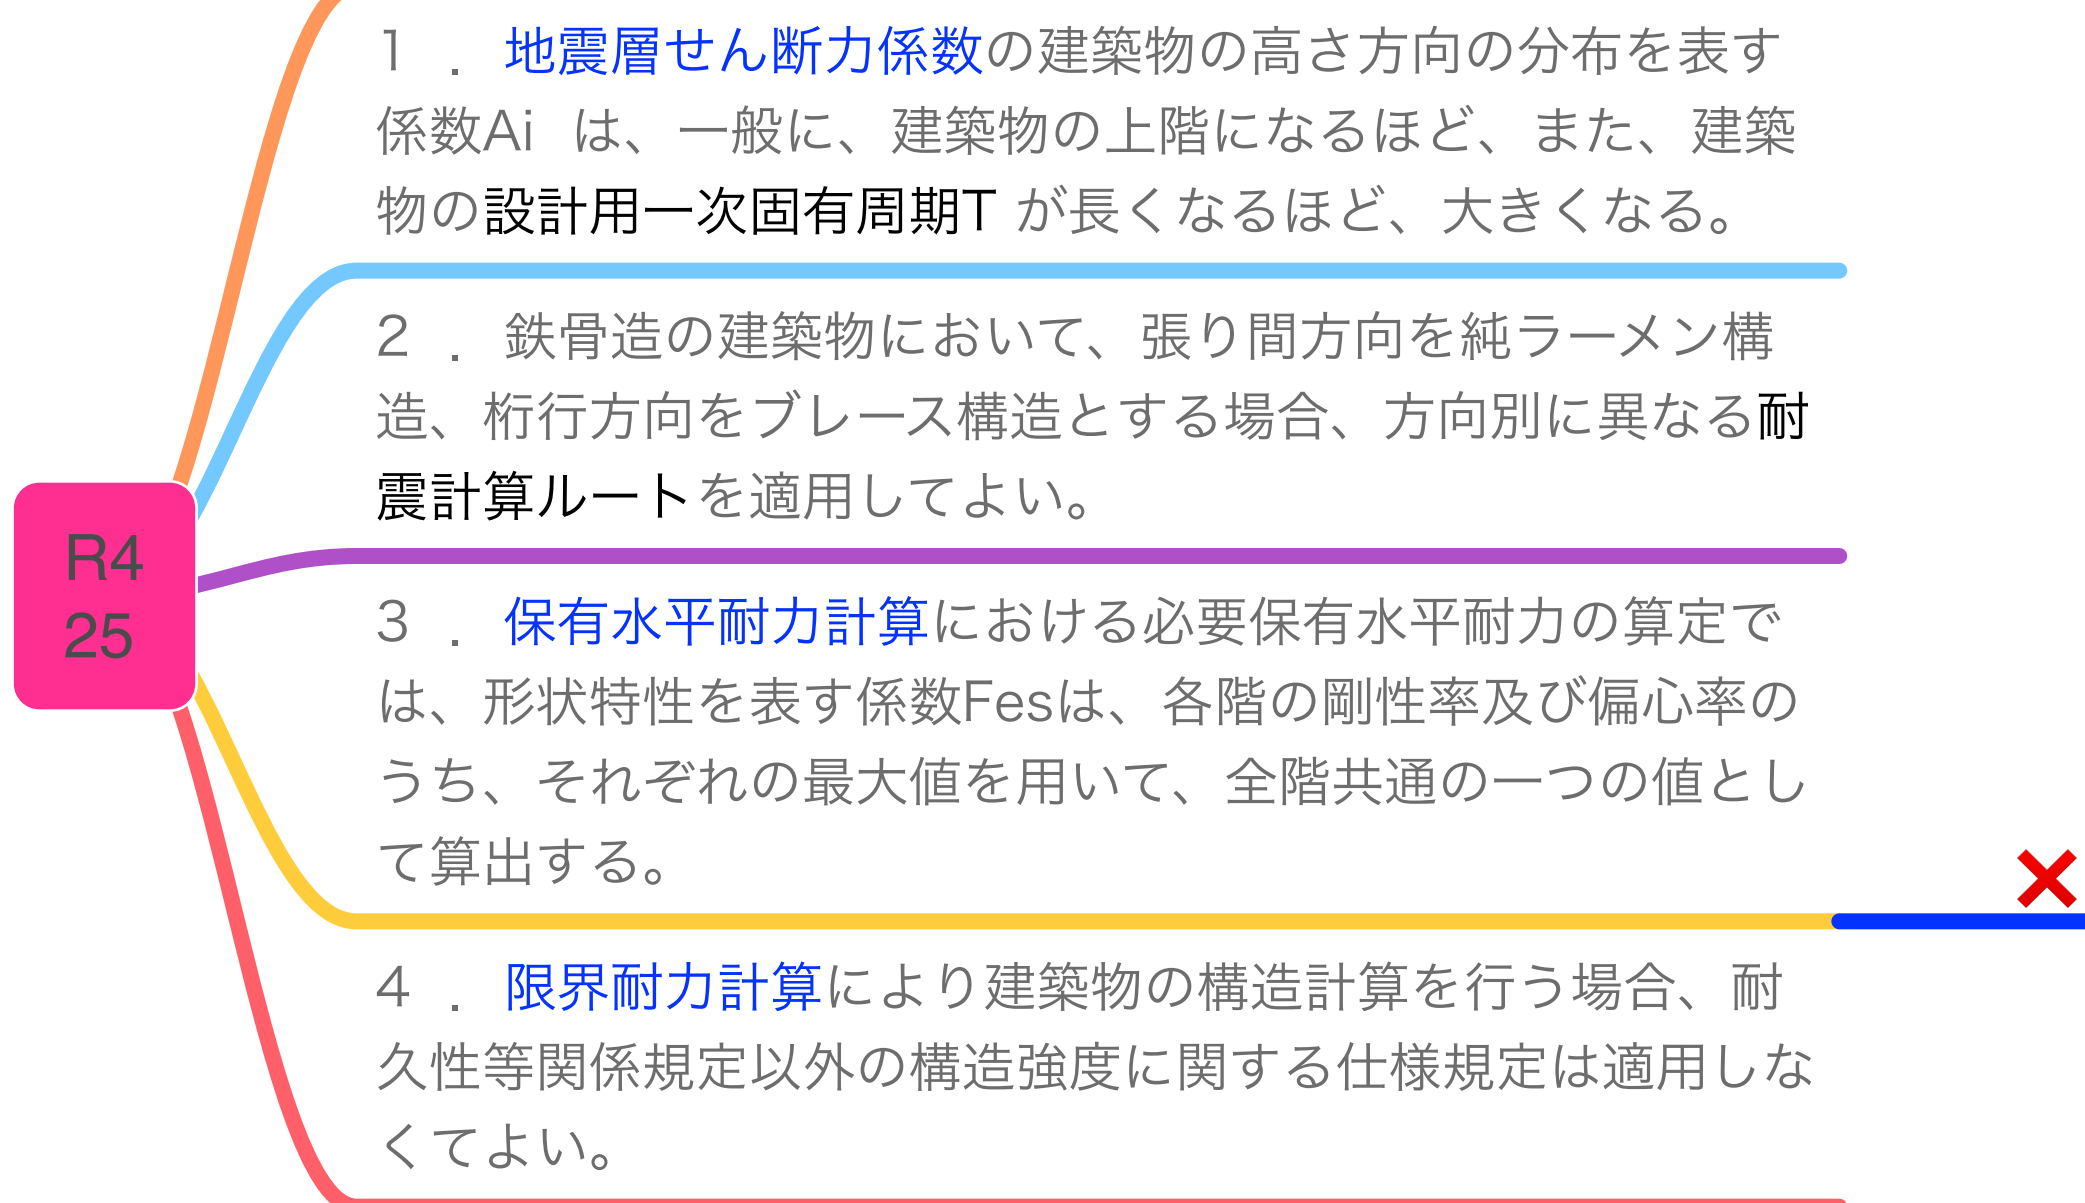 R4
25
１．地震層せん断力係数の建築物の高さ方向の分布を表す
係数Ai は、一般に、建築物の上階になるほど、また、建築
物の設計用一次固有周期T が長くなるほど、大きくなる。
２．鉄骨造の建築物において、張り間方向を純ラーメン構
造、桁行方向をブレース構造とする場合、方向別に異なる耐
震計算ルートを適用してよい。
３．保有水平耐力計算における必要保有水平耐力の算定で
は、形状特性を表す係数Fesは、各階の剛性率及び偏心率の
うち、それぞれの最大値を用いて、全階共通の一つの値とし
て算出する。
４．限界耐力計算により建築物の構造計算を行う場合、耐
久性等関係規定以外の構造強度に関する仕様規定は適用しな
くてよい。